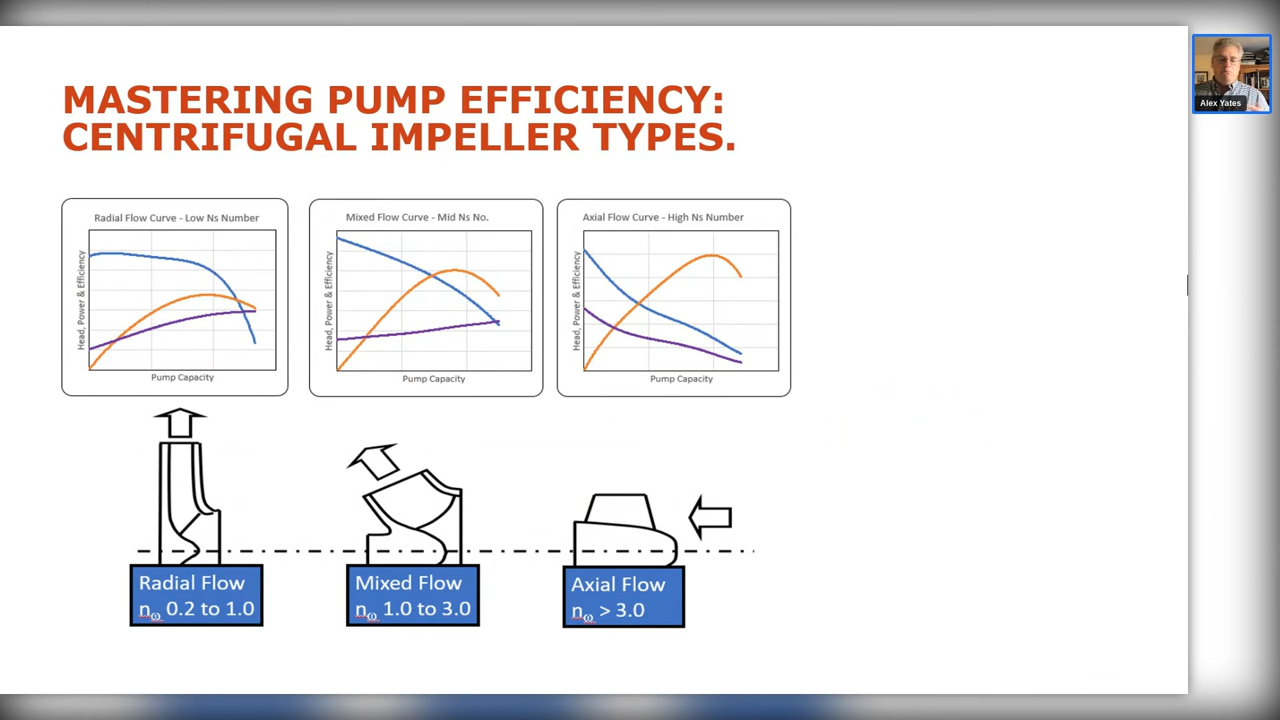 MASTERING PUMP EFFICIENCY:
CENTRIFUGAL IMPELLER TYPES.
Alex Yates
Radial Flow Curve - Low Ns Number
Head, Power & Efficiency
Pump Capacity
Mixed Flow Curve - Mid Ns No.
Head, Power & Efficiency
Pump Capacity
Axial Flow Curve - High Ns Number
Head, Power & Efficiency
Pump Capacity
Radial Flow
nω 0.2 to 1.0
Mixed Flow
nω 1.0 to 3.0
Axial Flow
nω > 3.0